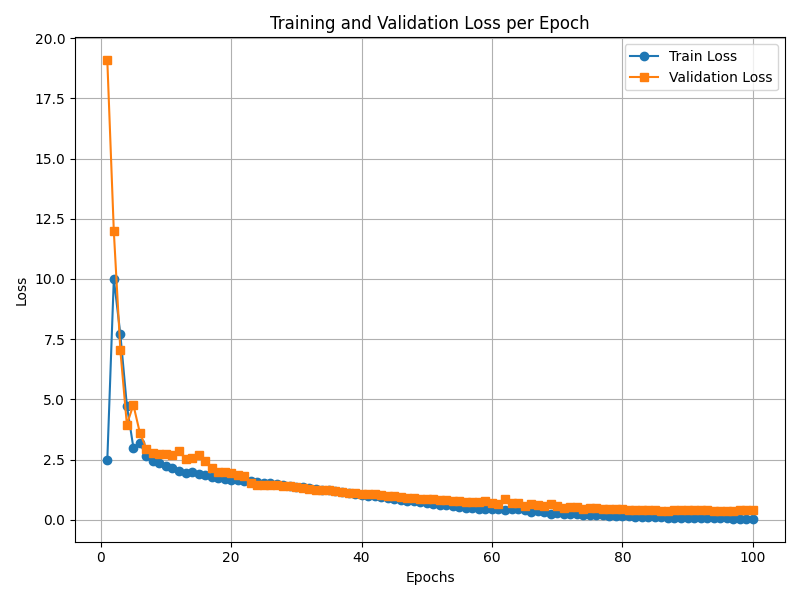 Training and Validation Loss per Epoch
Train Loss
Validation Loss
Loss
20.0
17.5
15.0
12.5
10.0
7.5
5.0
2.5
0.0
0 20 40 60 80 100
Epochs